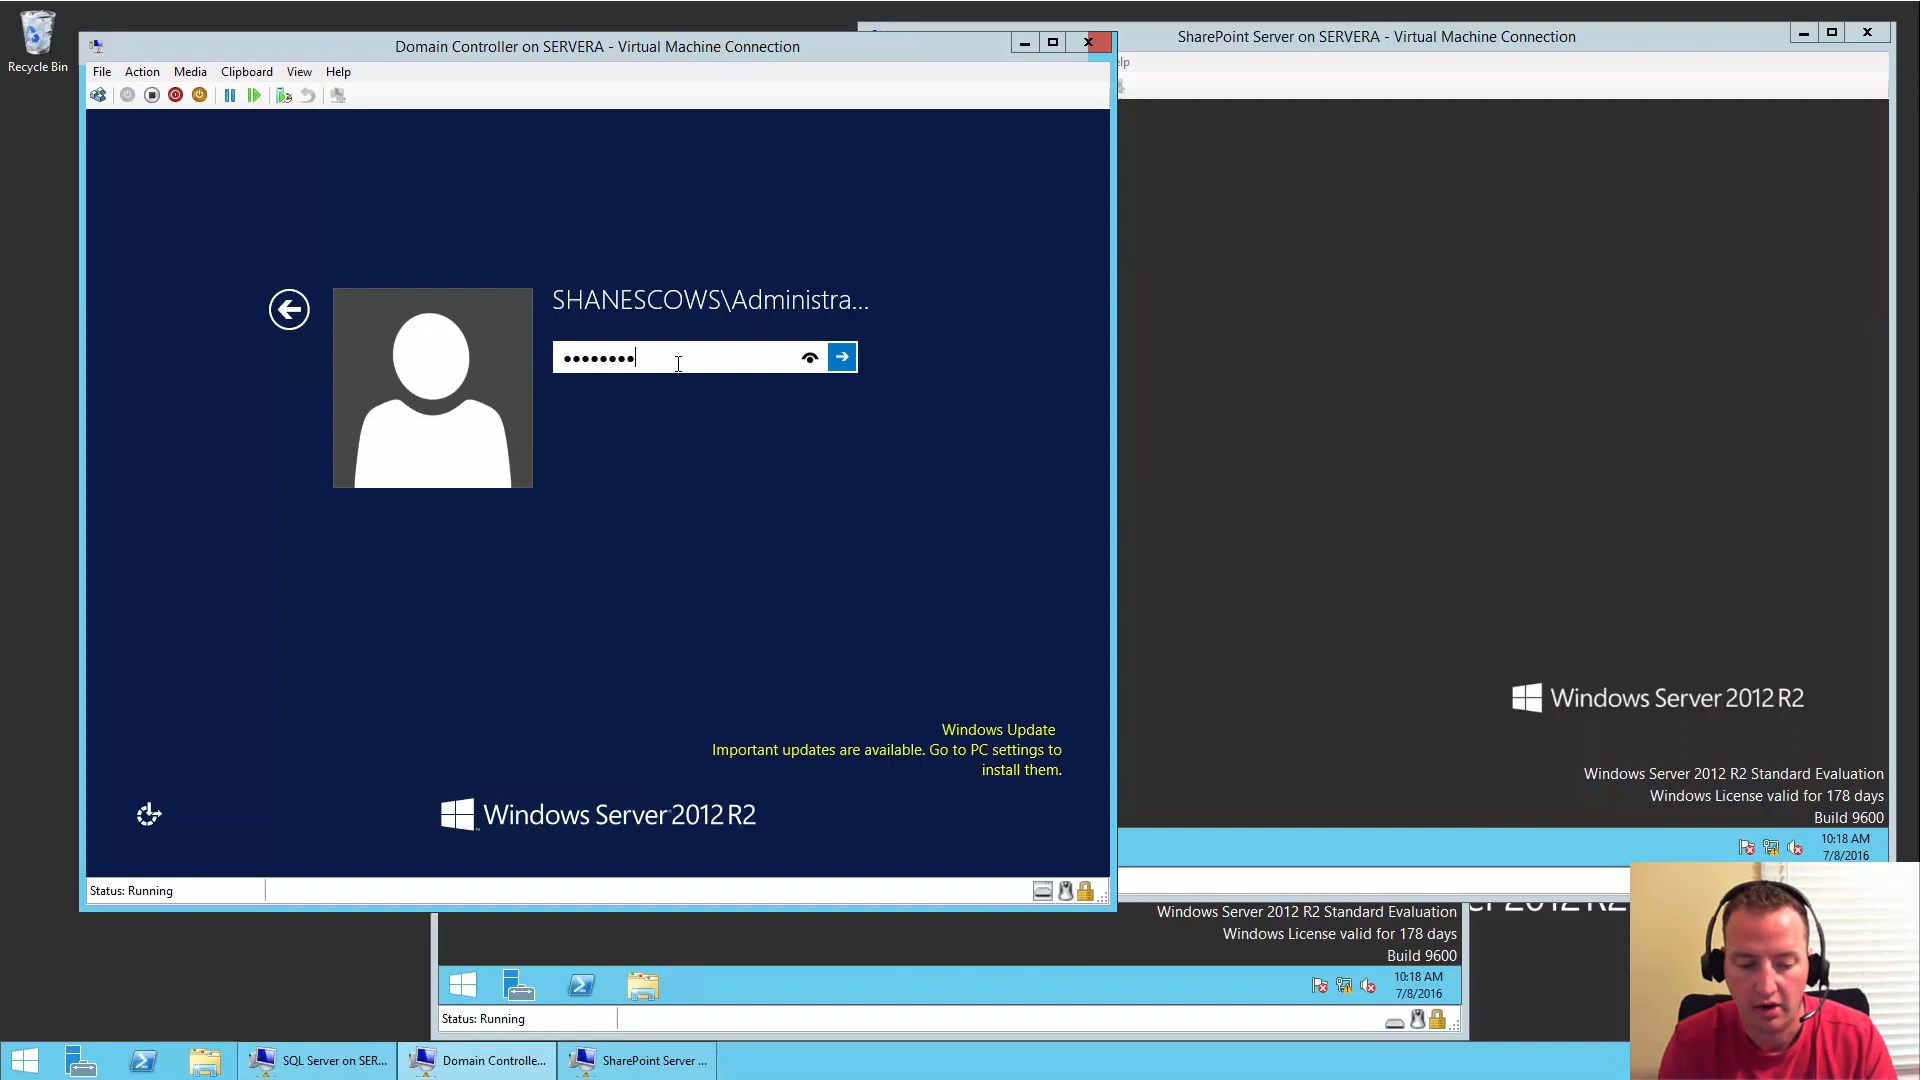 Recycle Bin
Domain Controller on SERVERA - Virtual Machine Connection
File Action Media Clipboard View Help
SharePoint Server on SERVERA - Virtual Machine Connection
elp
SHANESCOWS\Administra...
Windows Update
Important updates are available. Go to PC settings to
install them.
Windows Server 2012 R2
Status: Running
Windows Server 2012 R2
Windows Server 2012 R2 Standard Evaluation
Windows License valid for 178 days
Build 9600
10:18 AM
7/8/2016
Windows Server 2012 R2 Standard Evaluation
Windows License valid for 178 days
Build 9600
10:18 AM
7/8/2016
Status: Running
SQL Server on SER...
Domain Controlle...
SharePoint Server ...